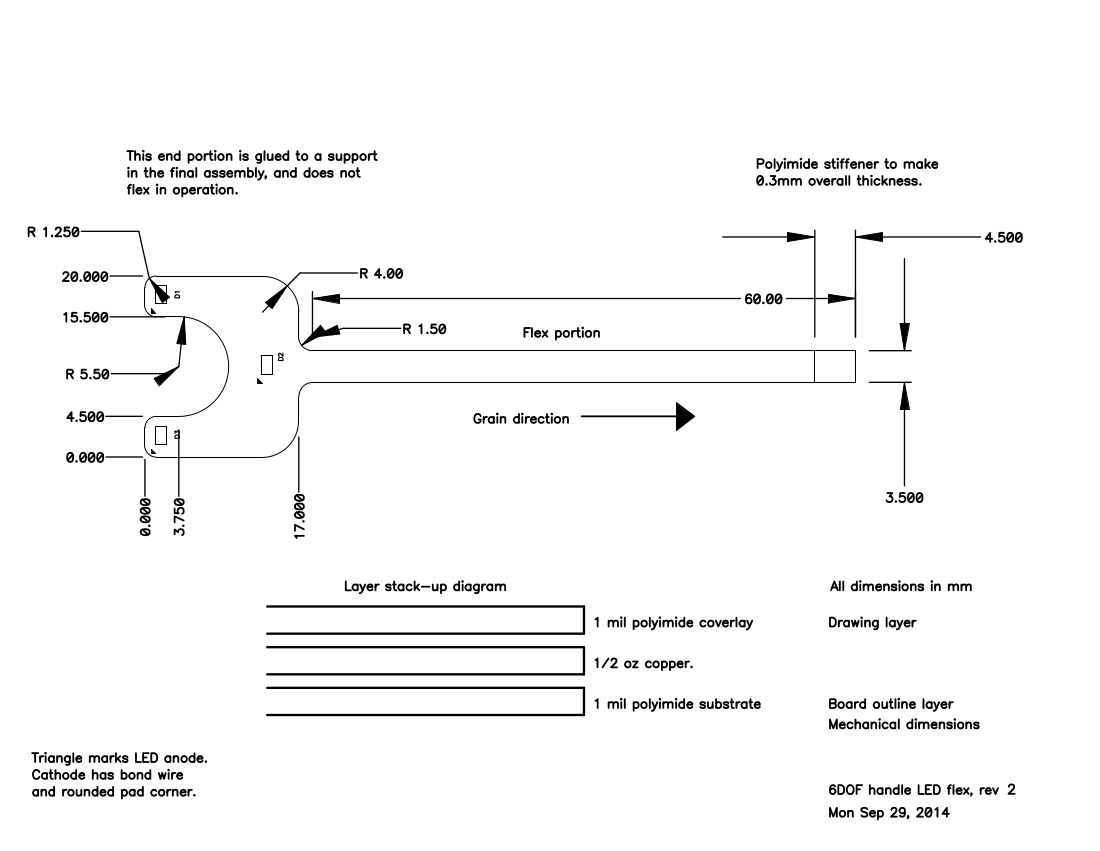 This end portion is glued to a support
in the final assembly, and does not
flex in operation.
Polyimide stiffener to make
0.3mm overall thickness.
R 1.250
4.500
20.000
R 4.00
D1
60.00
15.500
R 1.50
Flex portion
D2
R 5.50
4.500
Grain direction
D3
0.000
3.500
0.000
3.750
17.000
Layer stack-up diagram
All dimensions in mm
1 mil polyimide coverlay
Drawing layer
1/2 oz copper.
1 mil polyimide substrate
Board outline layer
Mechanical dimensions
Triangle marks LED anode.
Cathode has bond wire
and rounded pad corner.
6DOF handle LED flex, rev 2
Mon Sep 29, 2014